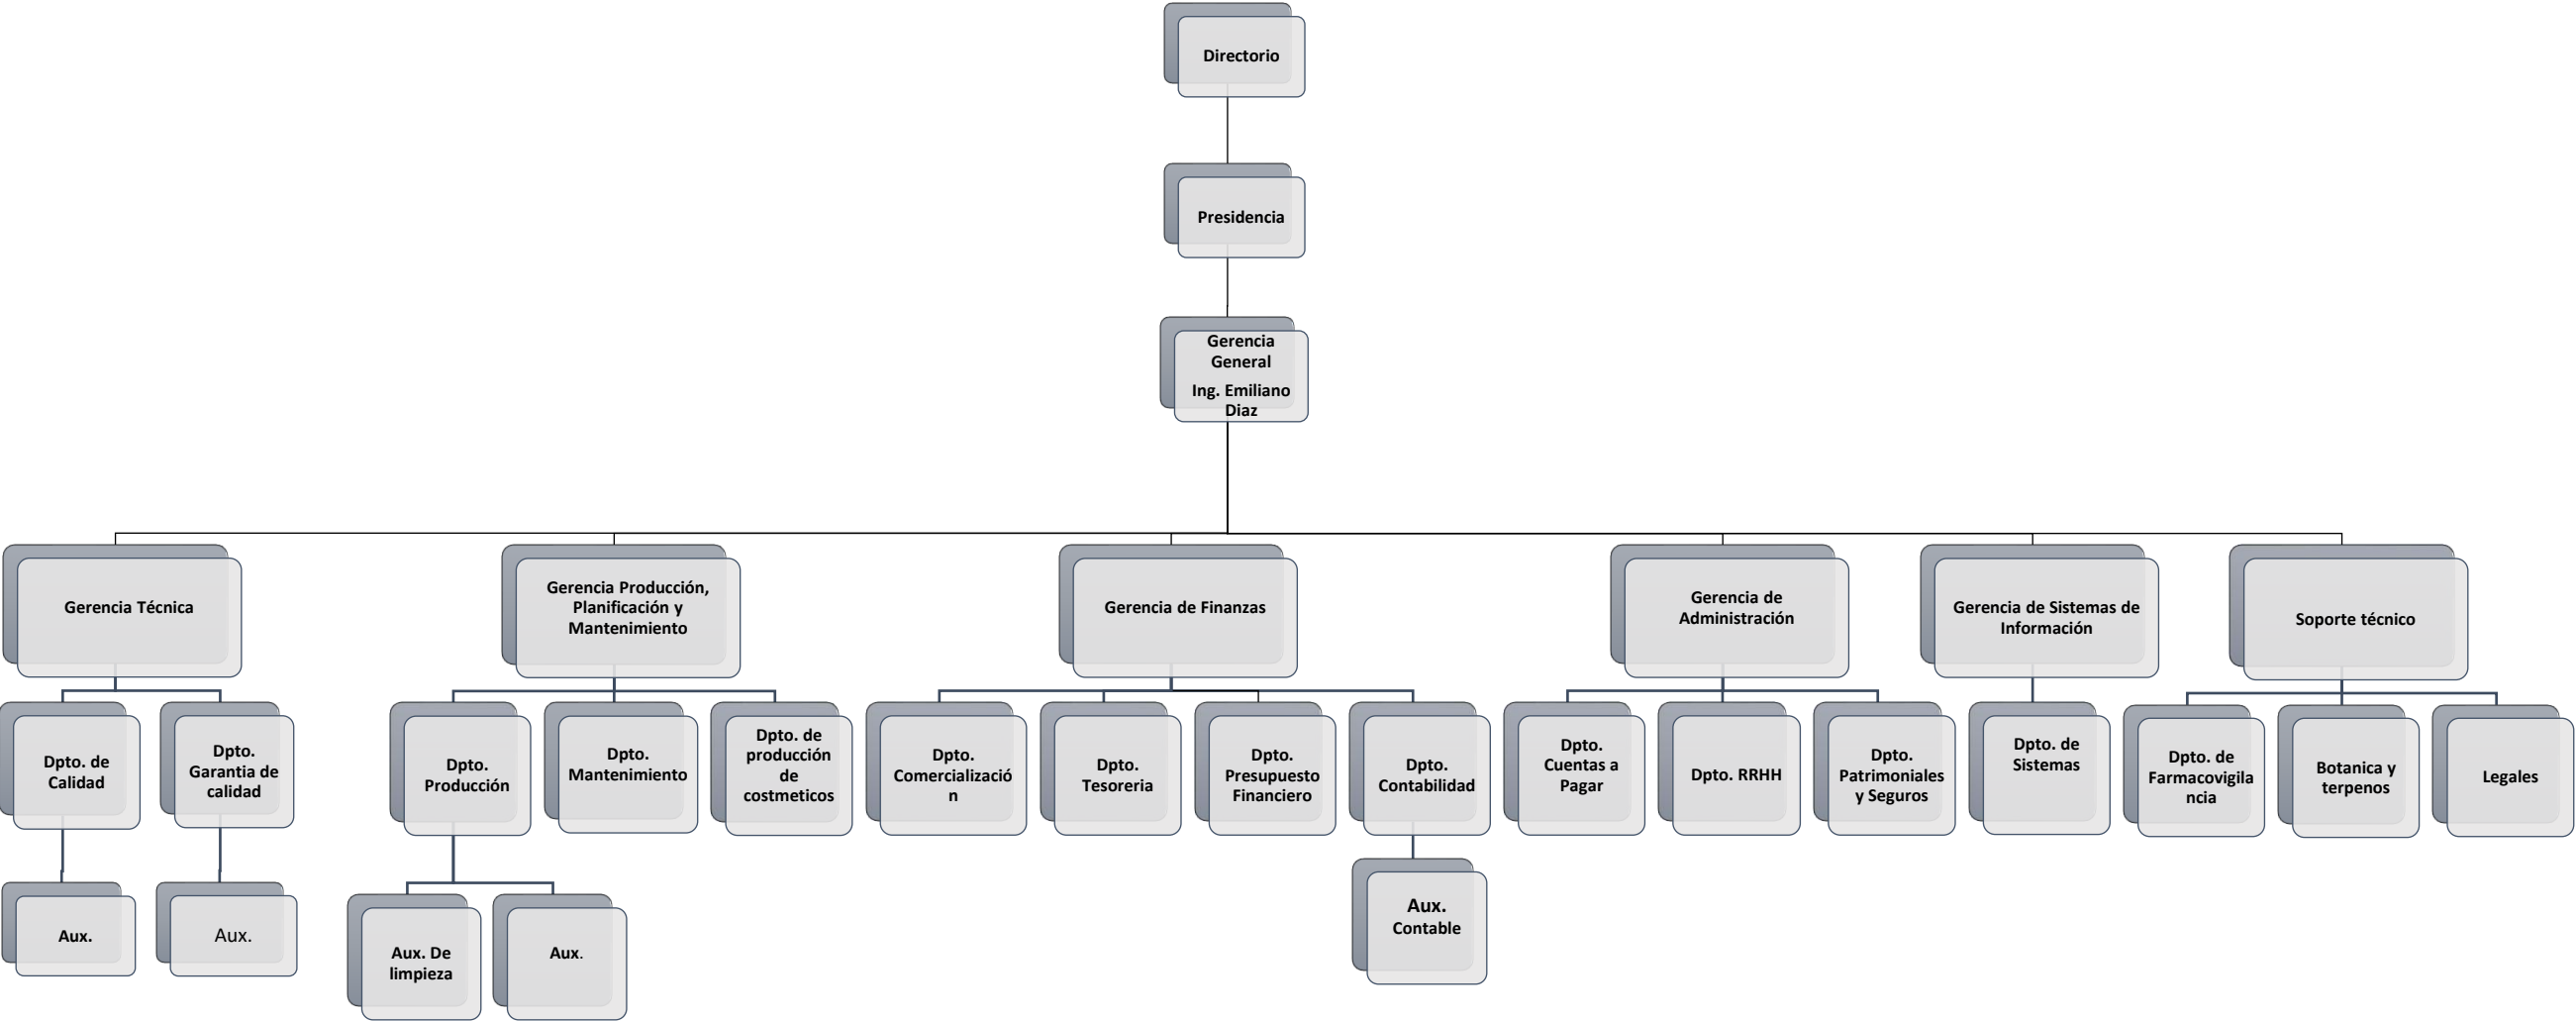 Directorio
Presidencia
Gerencia
General
Ing. Emiliano
Diaz
Gerencia Técnica
Gerencia Producción,
Planificación y
Mantenimiento
Gerencia de Finanzas
Gerencia de
Administración
Gerencia de Sistemas de
Información
Soporte técnico
Dpto. de
Calidad
Dpto.
Garantia de
calidad
Dpto.
Producción
Dpto.
Mantenimiento
Dpto. de
producción
de
costmeticos
Dpto.
Comercializació
n
Dpto.
Tesoreria
Dpto.
Presupuesto
Financiero
Dpto.
Contabilidad
Dpto.
Cuentas a
Pagar
Dpto. RRHH
Dpto.
Patrimoniales
y Seguros
Dpto. de
Sistemas
Dpto. de
Farmacovigila
ncia
Botanica y
terpenos
Legales
Aux.
Aux.
Aux. De
limpieza
Aux.
Aux.
Contable